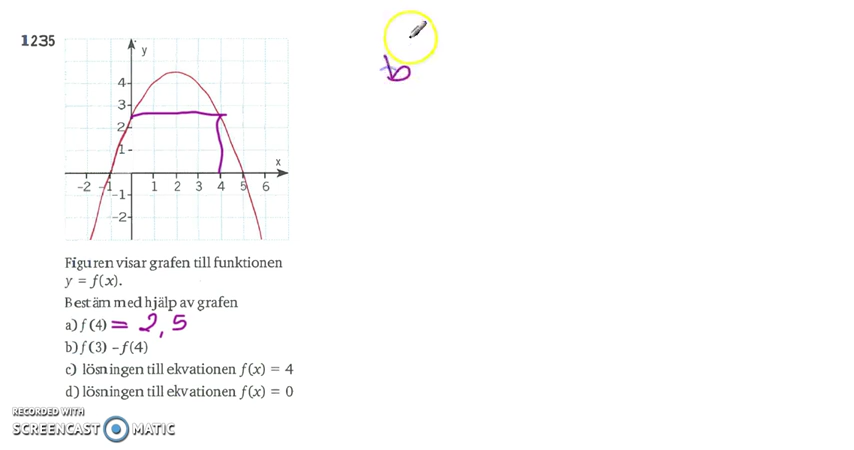 1235
y
4
3
2
1
x
-2 -1 1 2 3 4 5 6
-1
-2
Figuren visar grafen till funktionen
y = f(x).
Bestäm med hjälp av grafen
a) f(4) = 2,5
b) f(3) – f(4)
c) lösningen till ekvationen f(x) = 4
d) lösningen till ekvationen f(x) = 0
b
RECORDED WITH
SCREENCAST MATIC